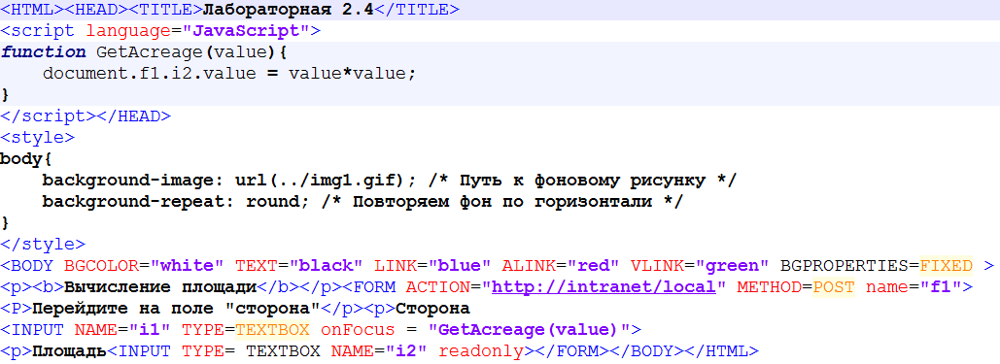 <HTML><HEAD><TITLE>Лабораторная 2.4</TITLE>
<script language="JavaScript">
function GetAcreage(value){
    document.f1.i2.value = value*value;
}
</script></HEAD>
<style>
body{
    background-image: url(../img1.gif); /* Путь к фоновому рисунку */
    background-repeat: round; /* Повторяем фон по горизонтали */
}
</style>
<BODY BGCOLOR="white" TEXT="black" LINK="blue" ALINK="red" VLINK="green" BGPROPERTIES=FIXED >
<p><b>Вычисление площади</b></p><FORM ACTION="http://intranet/local" METHOD=POST name="f1">
<P>Перейдите на поле "сторона"</p><p>Сторона
<INPUT NAME="i1" TYPE=TEXTBOX onFocus = "GetAcreage(value)">
<p>Площадь<INPUT TYPE= TEXTBOX NAME="i2" readonly></FORM></BODY></HTML>